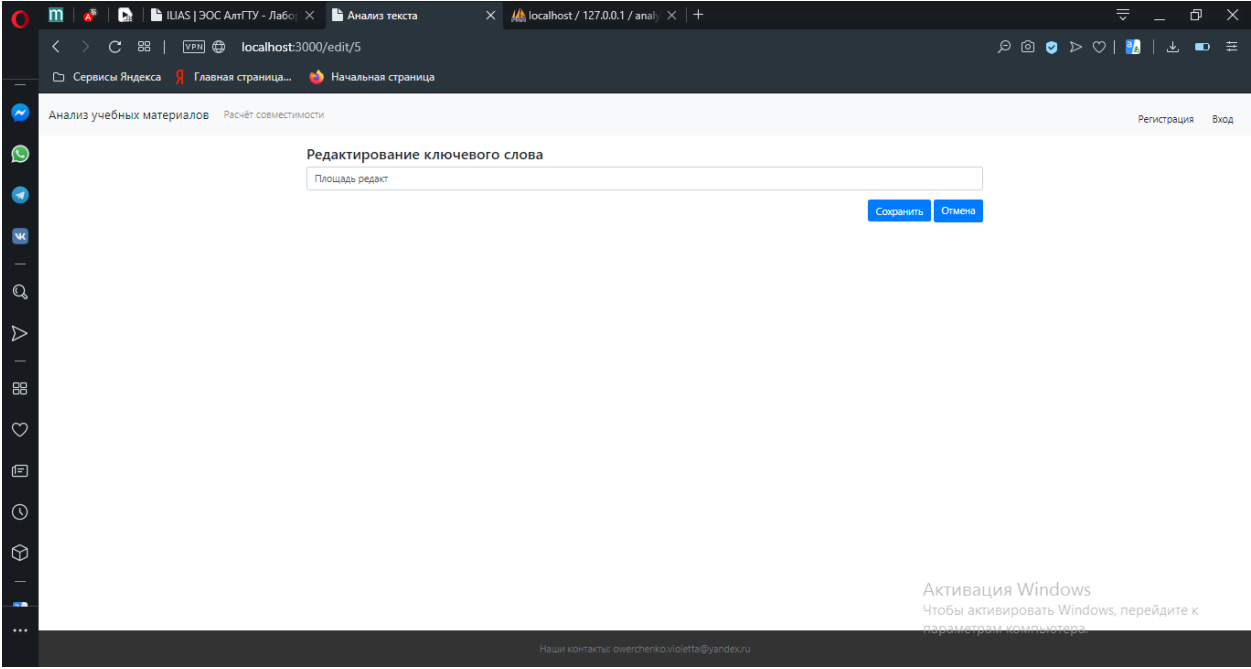 ILIAS | ЭОС АлтГТУ - Лабо
Анализ текста
localhost / 127.0.0.1 / analy
VPN
localhost:3000/edit/5
Сервисы Яндекса
Главная страница...
Начальная страница
Анализ учебных материалов
Расчёт совместимости
Регистрация
Вход
Редактирование ключевого слова
Площадь редакт
Сохранить
Отмена
Активация Windows
Чтобы активировать Windows, перейдите к
параметрам компьютера.
Наши контакты: owerchenko.violetta@yandex.ru